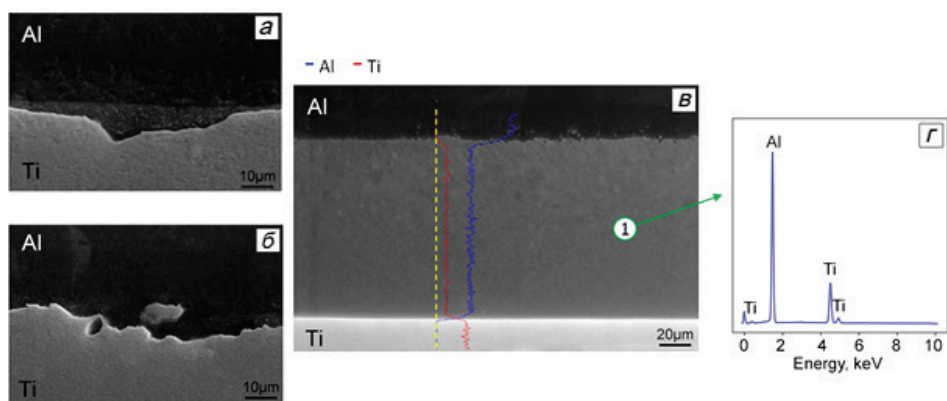 Al
а
Ti
10µm
Al
б
Ti
10µm
Al Ti
Al
в
1
Ti
20µm
г
Al
Ti
Ti
Ti
0 2 4 6 8 10
Energy, keV